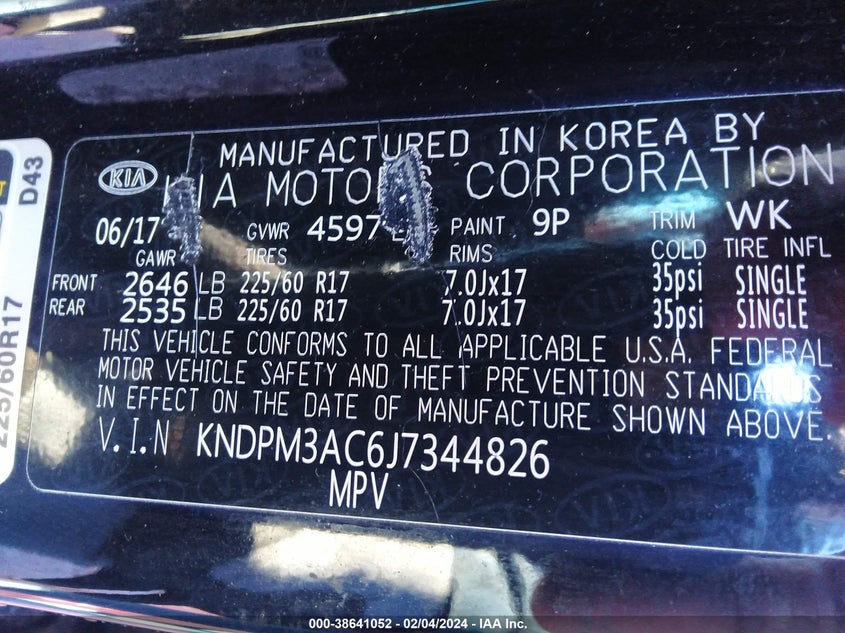 MANUFACTURED IN KOREA BY
KIA
KIA MOTORS CORPORATION
06/17 GVWR 4597 PAINT 9P TRIM WK
GAWR TIRES RIMS COLD TIRE INFL
FRONT 2646 LB 225/60 R17 7.0Jx17 35psi SINGLE
REAR 2535 LB 225/60 R17 7.0Jx17 35psi SINGLE
THIS VEHICLE CONFORMS TO ALL APPLICABLE U.S.A. FEDERAL
MOTOR VEHICLE SAFETY AND THEFT PREVENTION STANDARDS
IN EFFECT ON THE DATE OF MANUFACTURE SHOWN ABOVE.
V.I.N KNDPM3AC6J7344826
MPV
D43
225/60R17
000-38641052 - 02/04/2024 - IAA Inc.